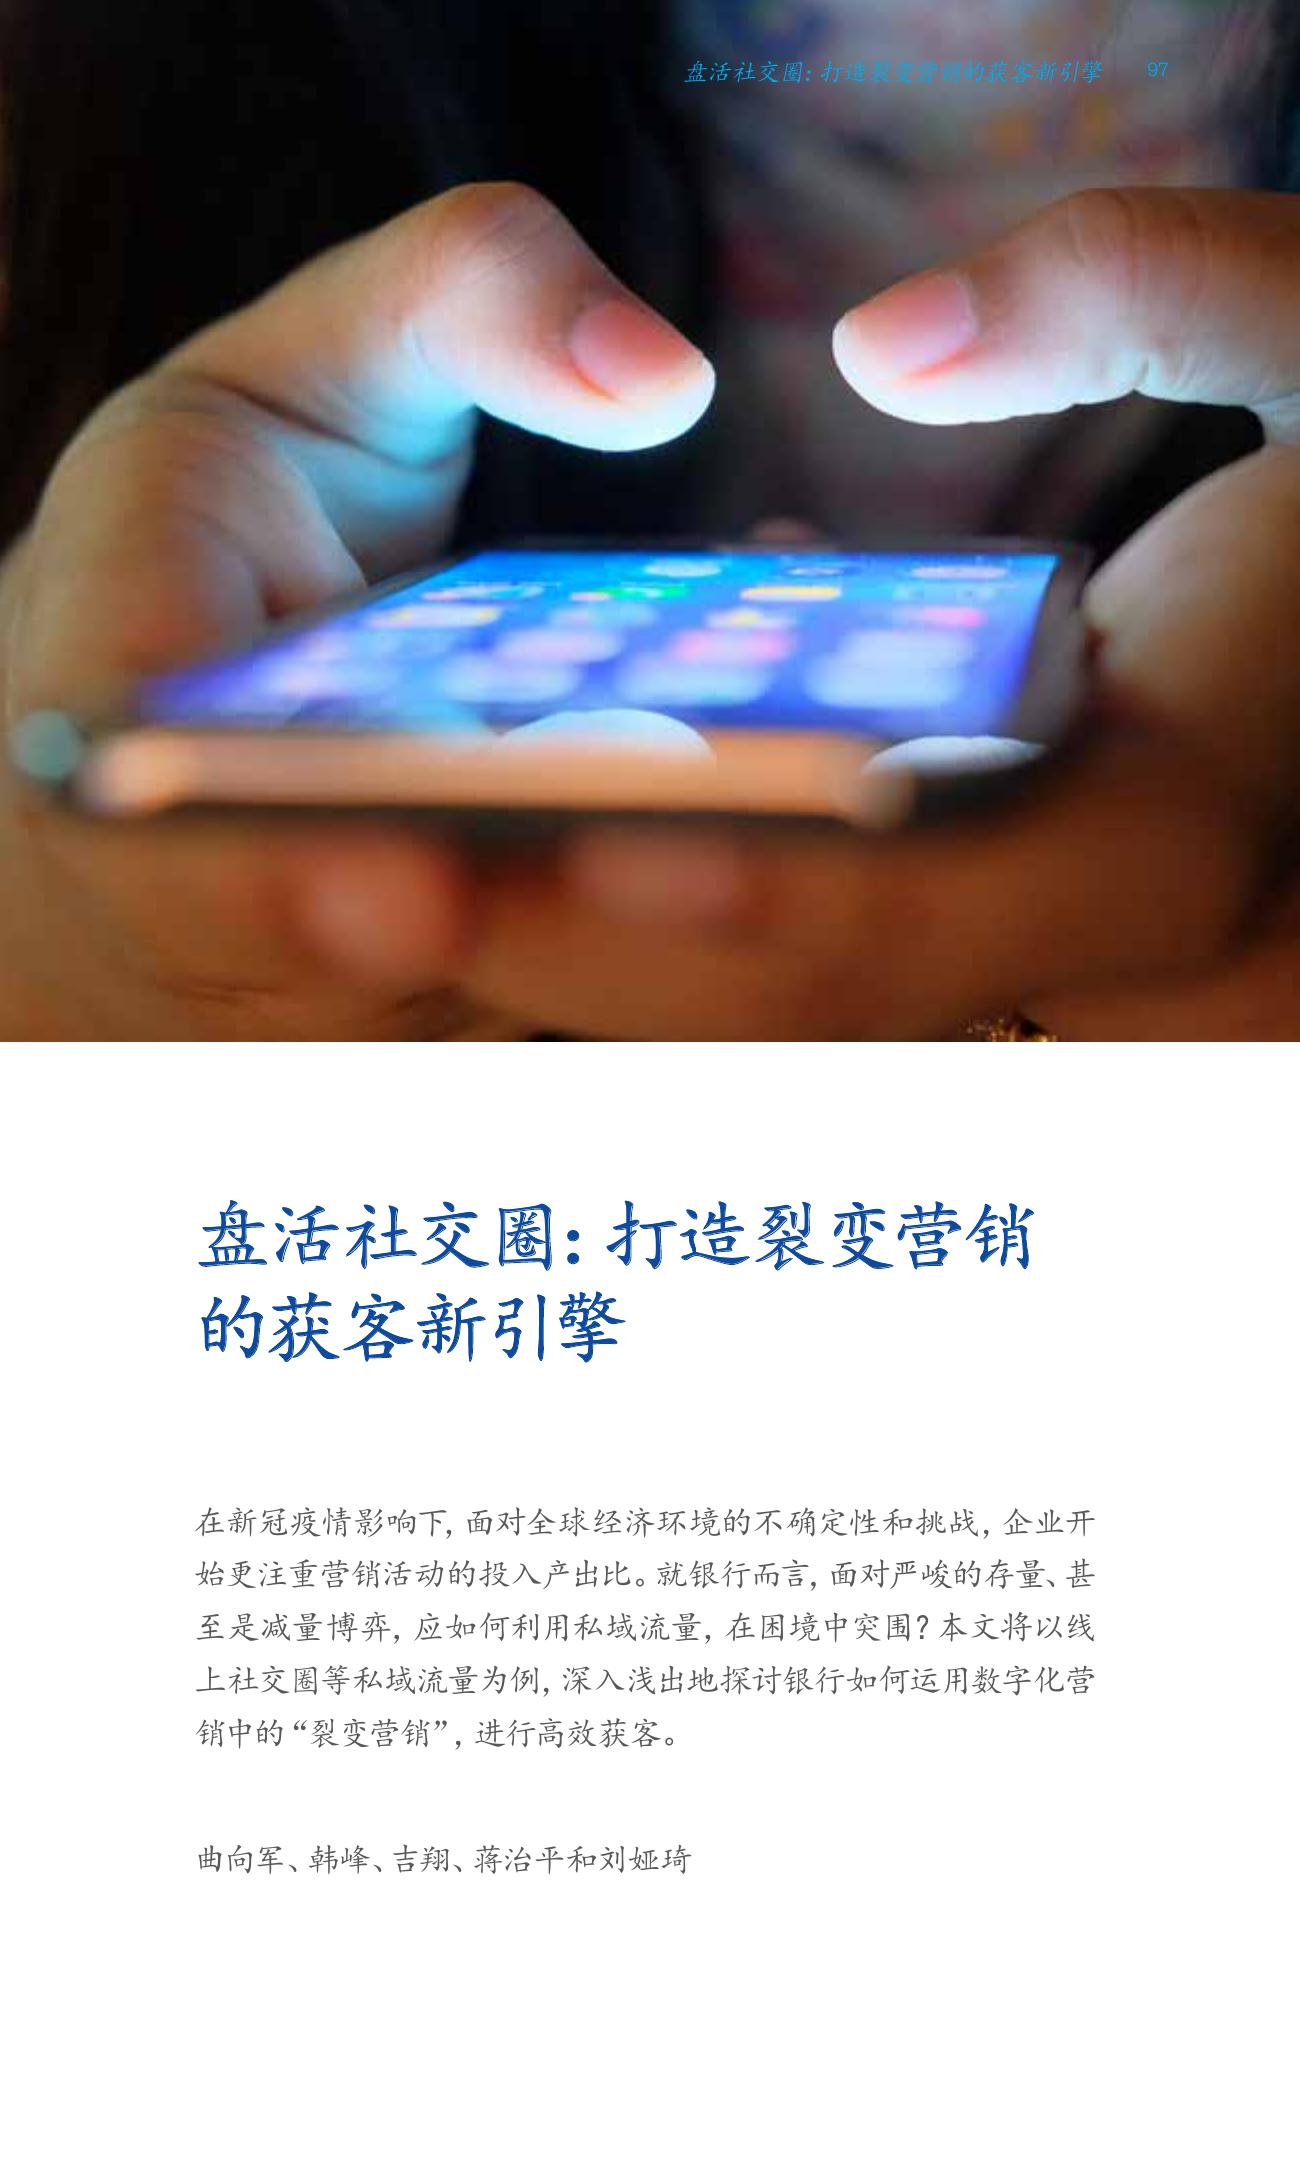 盘活社交圈：打造裂变营销的获客新引擎 97
盘活社交圈：打造裂变营销
的获客新引擎
在新冠疫情影响下，面对全球经济环境的不确定性和挑战，企业开
始更注重营销活动的投入产出比。就银行而言，面对严峻的存量、甚
至是减量博弈，应如何利用私域流量，在困境中突围？本文将以线
上社交圈等私域流量为例，深入浅出地探讨银行如何运用数字化营
销中的“裂变营销”，进行高效获客。
曲向军、韩峰、吉翔、蒋治平和刘娅琦